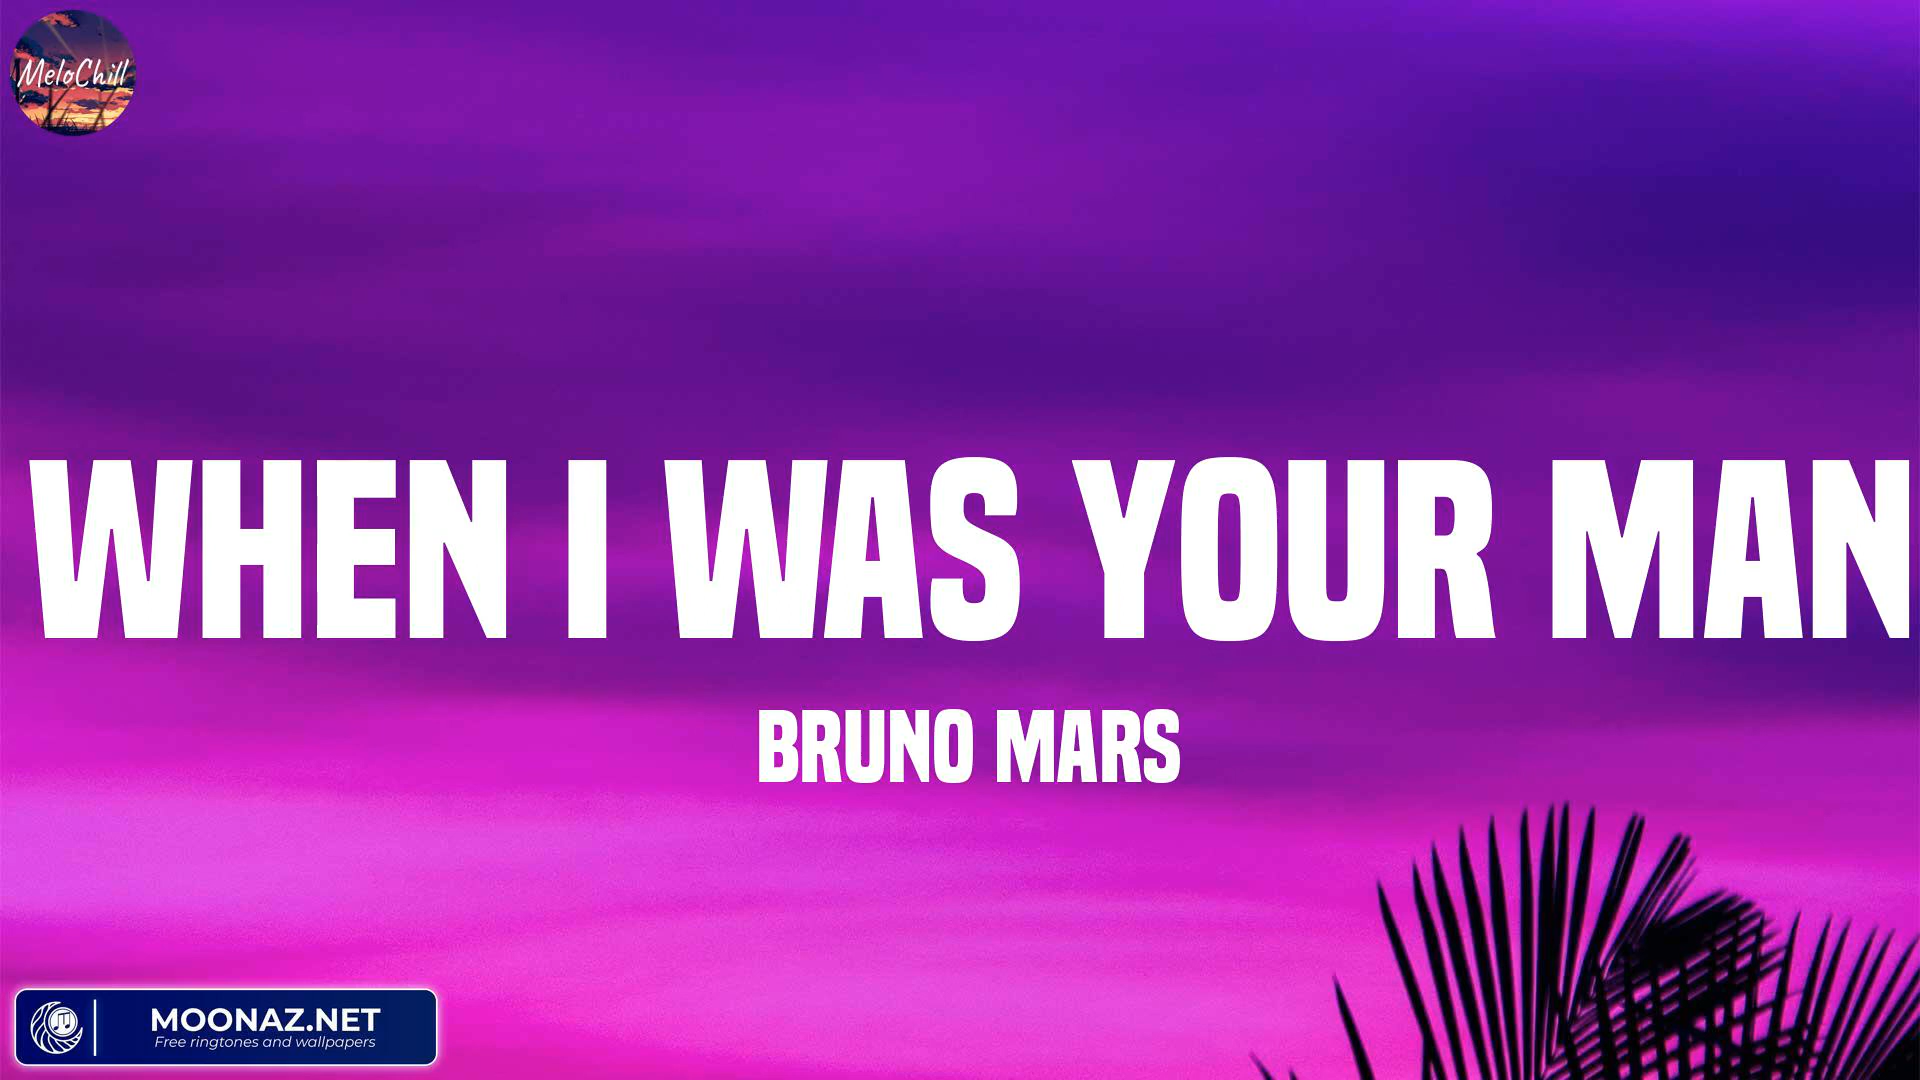 MeloChill
WHEN I WAS YOUR MAN
BRUNO MARS
MOONAZ.NET
Free ringtones and wallpapers